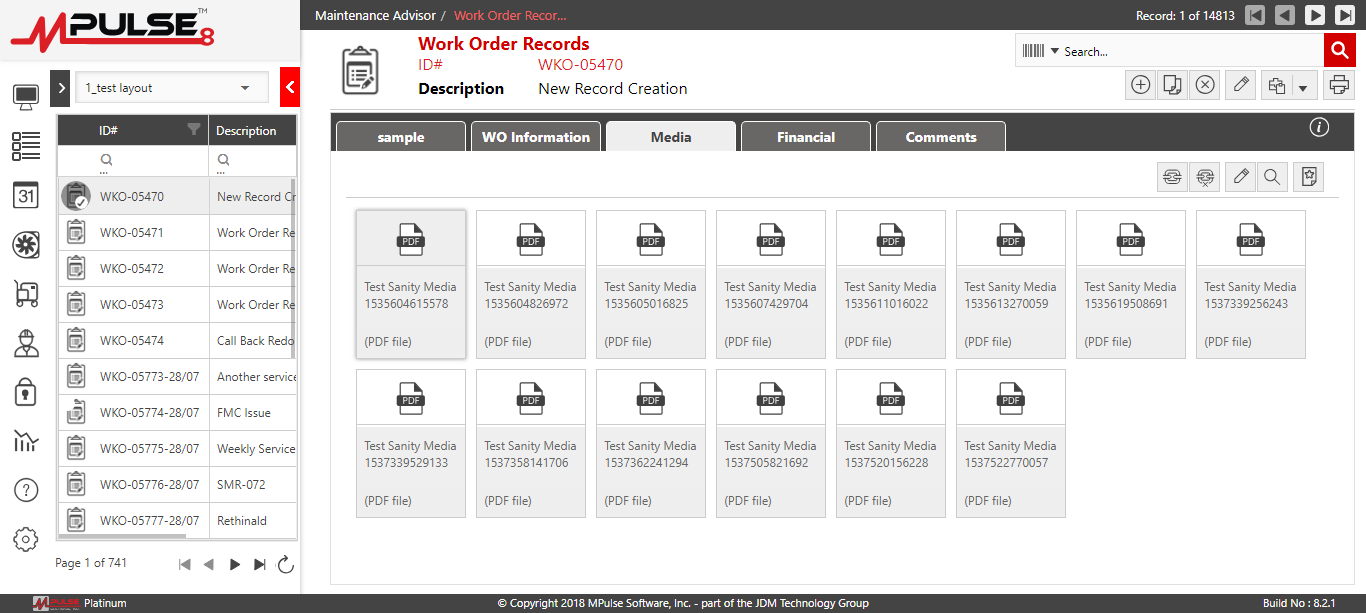 MPULSE 8 ™
Maintenance Advisor / Work Order Recor...
Record: 1 of 14813
1_test layout
Work Order Records
ID# WKO-05470
Description New Record Creation
Search...
ID# Description
... ...
WKO-05470 New Record Cr
WKO-05471 Work Order Re
WKO-05472 Work Order Re
WKO-05473 Work Order Re
WKO-05474 Call Back Redo
WKO-05773-28/07 Another service
WKO-05774-28/07 FMC Issue
WKO-05775-28/07 Weekly Service
WKO-05776-28/07 SMR-072
WKO-05777-28/07 Rethinald
31
?
Page 1 of 741
sample WO Information Media Financial Comments
i
PDF PDF PDF PDF PDF PDF PDF PDF
Test Sanity Media Test Sanity Media Test Sanity Media Test Sanity Media Test Sanity Media Test Sanity Media Test Sanity Media Test Sanity Media
1535604615578 1535604826972 1535605016825 1535607429704 1535611016022 1535613270059 1535619508691 1537339256243
(PDF file) (PDF file) (PDF file) (PDF file) (PDF file) (PDF file) (PDF file) (PDF file)
PDF PDF PDF PDF PDF PDF
Test Sanity Media Test Sanity Media Test Sanity Media Test Sanity Media Test Sanity Media Test Sanity Media
1537339529133 1537358141706 1537362241294 1537505821692 1537520156228 1537522770057
(PDF file) (PDF file) (PDF file) (PDF file) (PDF file) (PDF file)
MPULSE Platinum
© Copyright 2018 MPulse Software, Inc. - part of the JDM Technology Group
Build No : 8.2.1